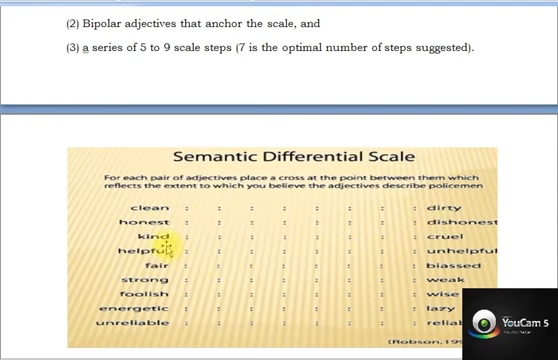 (2) Bipolar adjectives that anchor the scale, and
(3) a series of 5 to 9 scale steps (7 is the optimal number of steps suggested).
Semantic Differential Scale
For each pair of adjectives place a cross at the point between them which
reflects the extent to which you believe the adjectives describe policemen
clean : : : : : : : : dirty
honest : : : : : : : : dishonest
kind : : : : : : : : cruel
helpful : : : : : : : : unhelpful
fair : : : : : : : : biassed
strong : : : : : : : : weak
foolish : : : : : : : : wise
energetic : : : : : : : : lazy
unreliable : : : : : : : :
(Robson,
YouCam 5